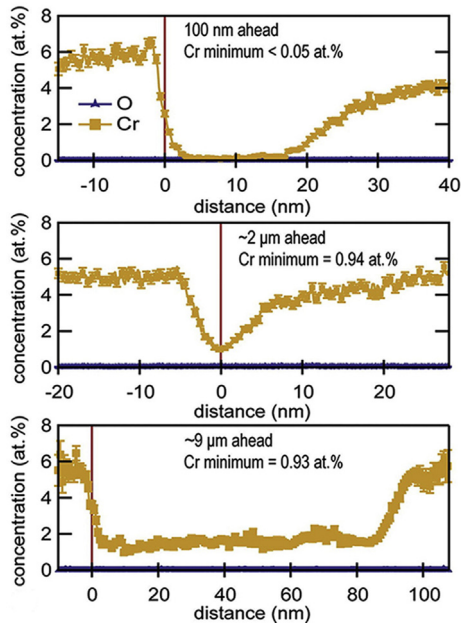 concentration (at.%)
8
6
4
2
0
100 nm ahead
Cr minimum < 0.05 at.%
O
Cr
-10 0 10 20 30 40
distance (nm)
concentration (at.%)
8
6
4
2
0
~2 µm ahead
Cr minimum = 0.94 at.%
-20 -10 0 10 20
distance (nm)
concentration (at.%)
8
6
4
2
0
~9 µm ahead
Cr minimum = 0.93 at.%
0 20 40 60 80 100
distance (nm)